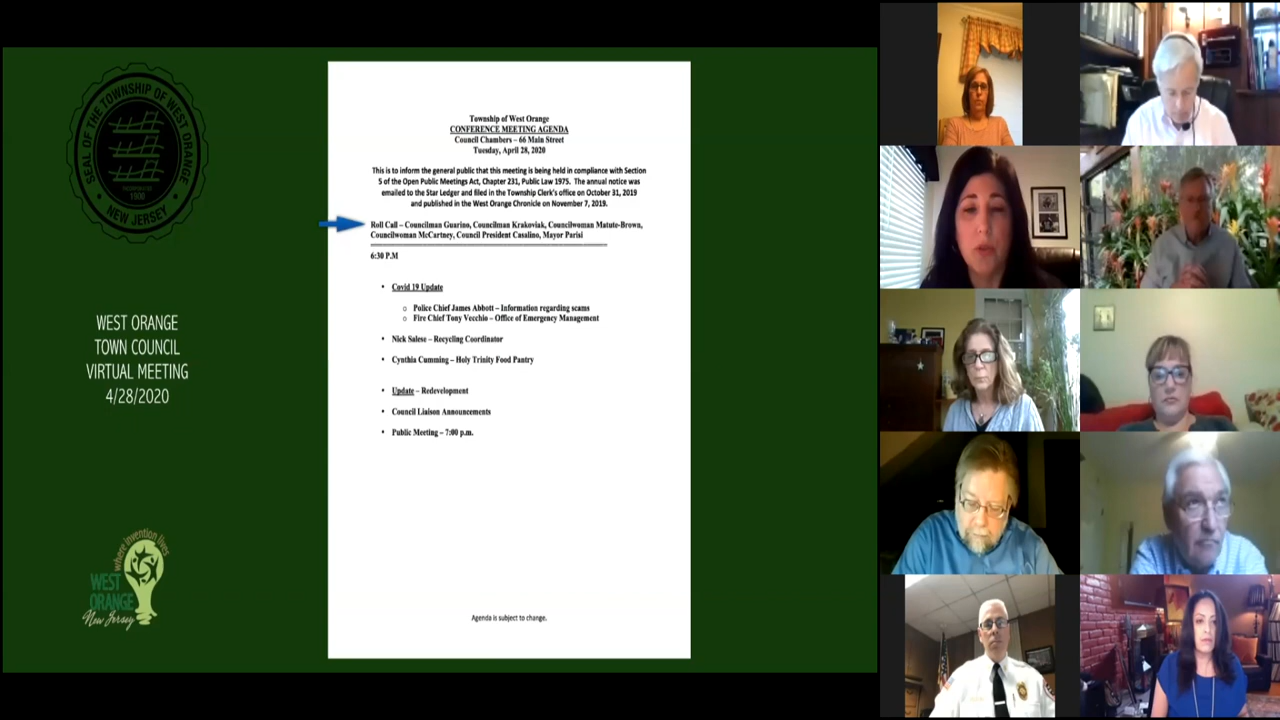 SEAL OF THE TOWNSHIP OF WEST ORANGE
INCORPORATED
1900
NEW JERSEY
WEST ORANGE
TOWN COUNCIL
VIRTUAL MEETING
4/28/2020
where invention lives
WEST
ORANGE
New Jersey
Township of West Orange
CONFERENCE MEETING AGENDA
Council Chambers – 66 Main Street
Tuesday, April 28, 2020
This is to inform the general public that this meeting is being held in compliance with Section
5 of the Open Public Meetings Act, Chapter 231, Public Law 1975. The annual notice was
emailed to the Star Ledger and filed in the Township Clerk's office on October 31, 2019
and published in the West Orange Chronicle on November 7, 2019.
Roll Call – Councilman Guarino, Councilman Krakoviak, Councilwoman Matute-Brown,
Councilwoman McCartney, Council President Casalino, Mayor Parisi
6:30 P.M
• Covid 19 Update
o Police Chief James Abbott – Information regarding scams
o Fire Chief Tony Vecchio – Office of Emergency Management
• Nick Salese – Recycling Coordinator
• Cynthia Cumming – Holy Trinity Food Pantry
• Update – Redevelopment
• Council Liaison Announcements
• Public Meeting – 7:00 p.m.
Agenda is subject to change.